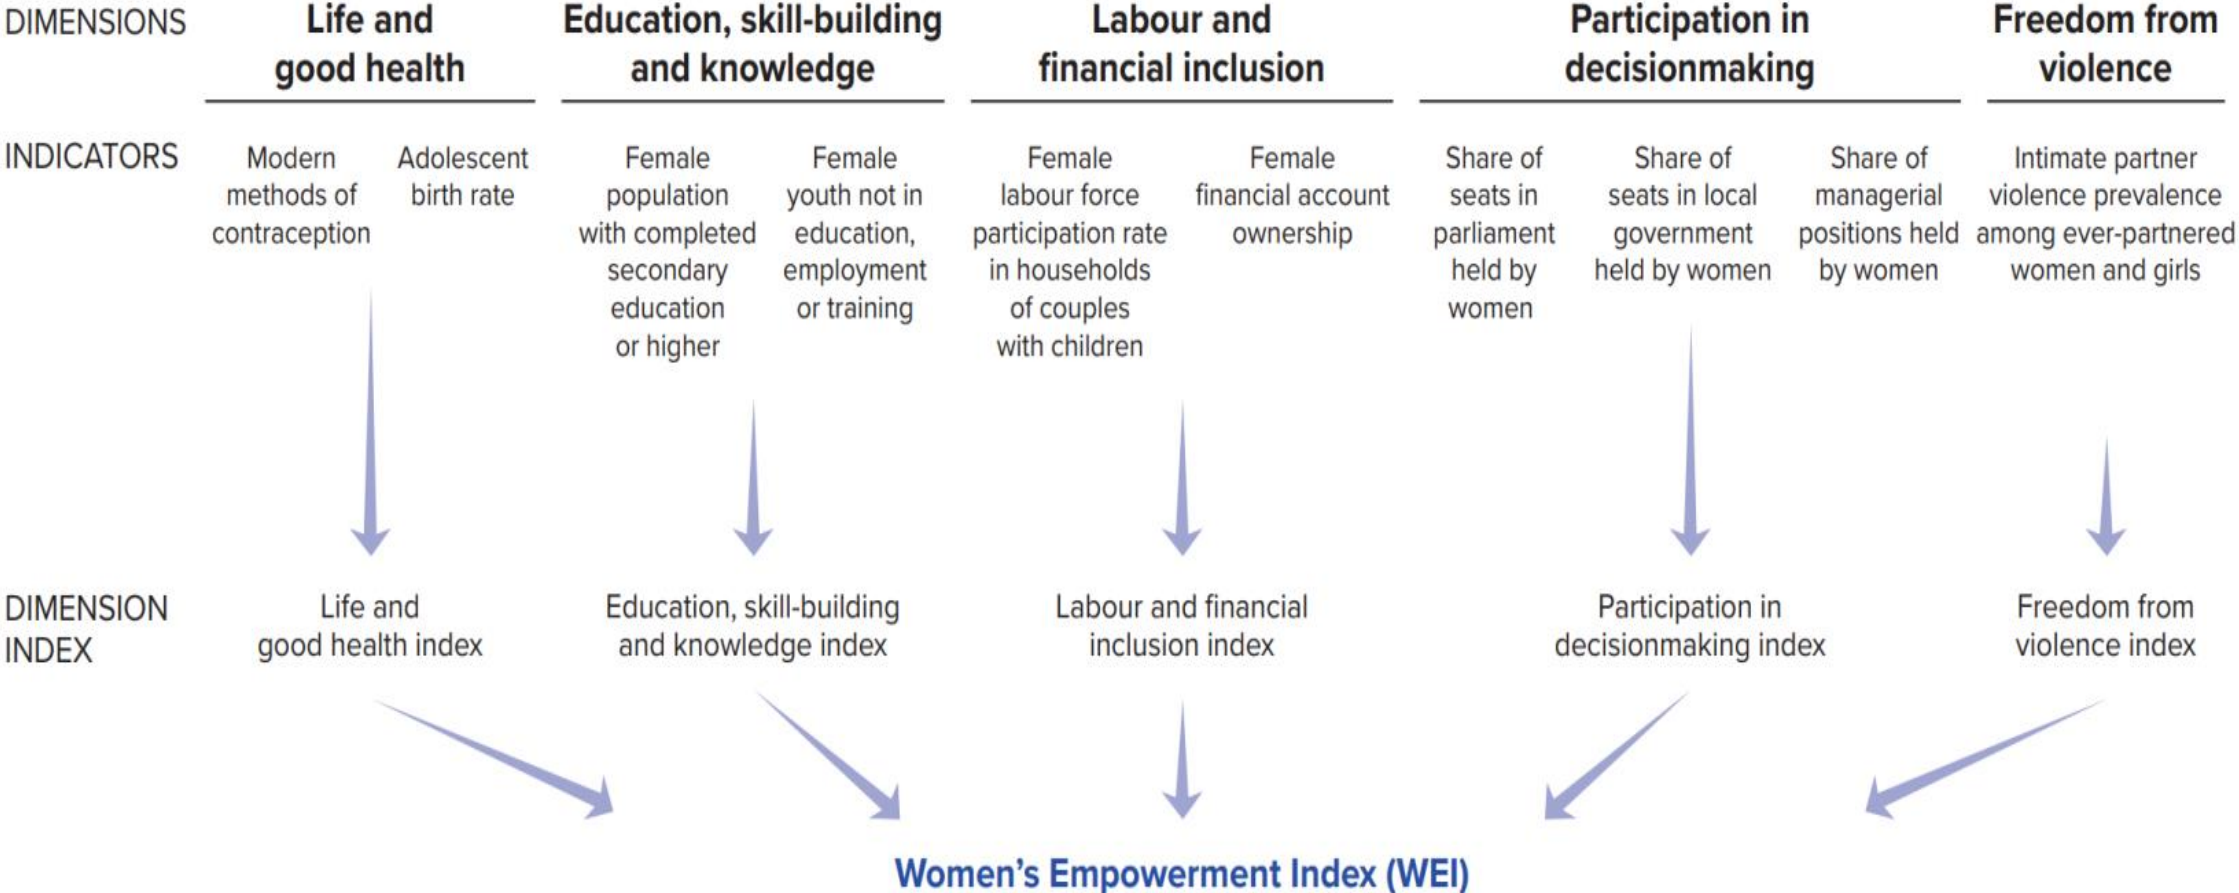 DIMENSIONS
Life and
good health
Education, skill-building
and knowledge
Labour and
financial inclusion
Participation in
decisionmaking
Freedom from
violence
INDICATORS
Modern
methods of
contraception
Adolescent
birth rate
Female
population
with completed
secondary
education
or higher
Female
youth not in
education,
employment
or training
Female
labour force
participation rate
in households
of couples
with children
Female
financial account
ownership
Share of
seats in
parliament
held by
women
Share of
seats in local
government
held by women
Share of
managerial
positions held
by women
Intimate partner
violence prevalence
among ever-partnered
women and girls
DIMENSION
INDEX
Life and
good health index
Education, skill-building
and knowledge index
Labour and financial
inclusion index
Participation in
decisionmaking index
Freedom from
violence index
Women’s Empowerment Index (WEI)